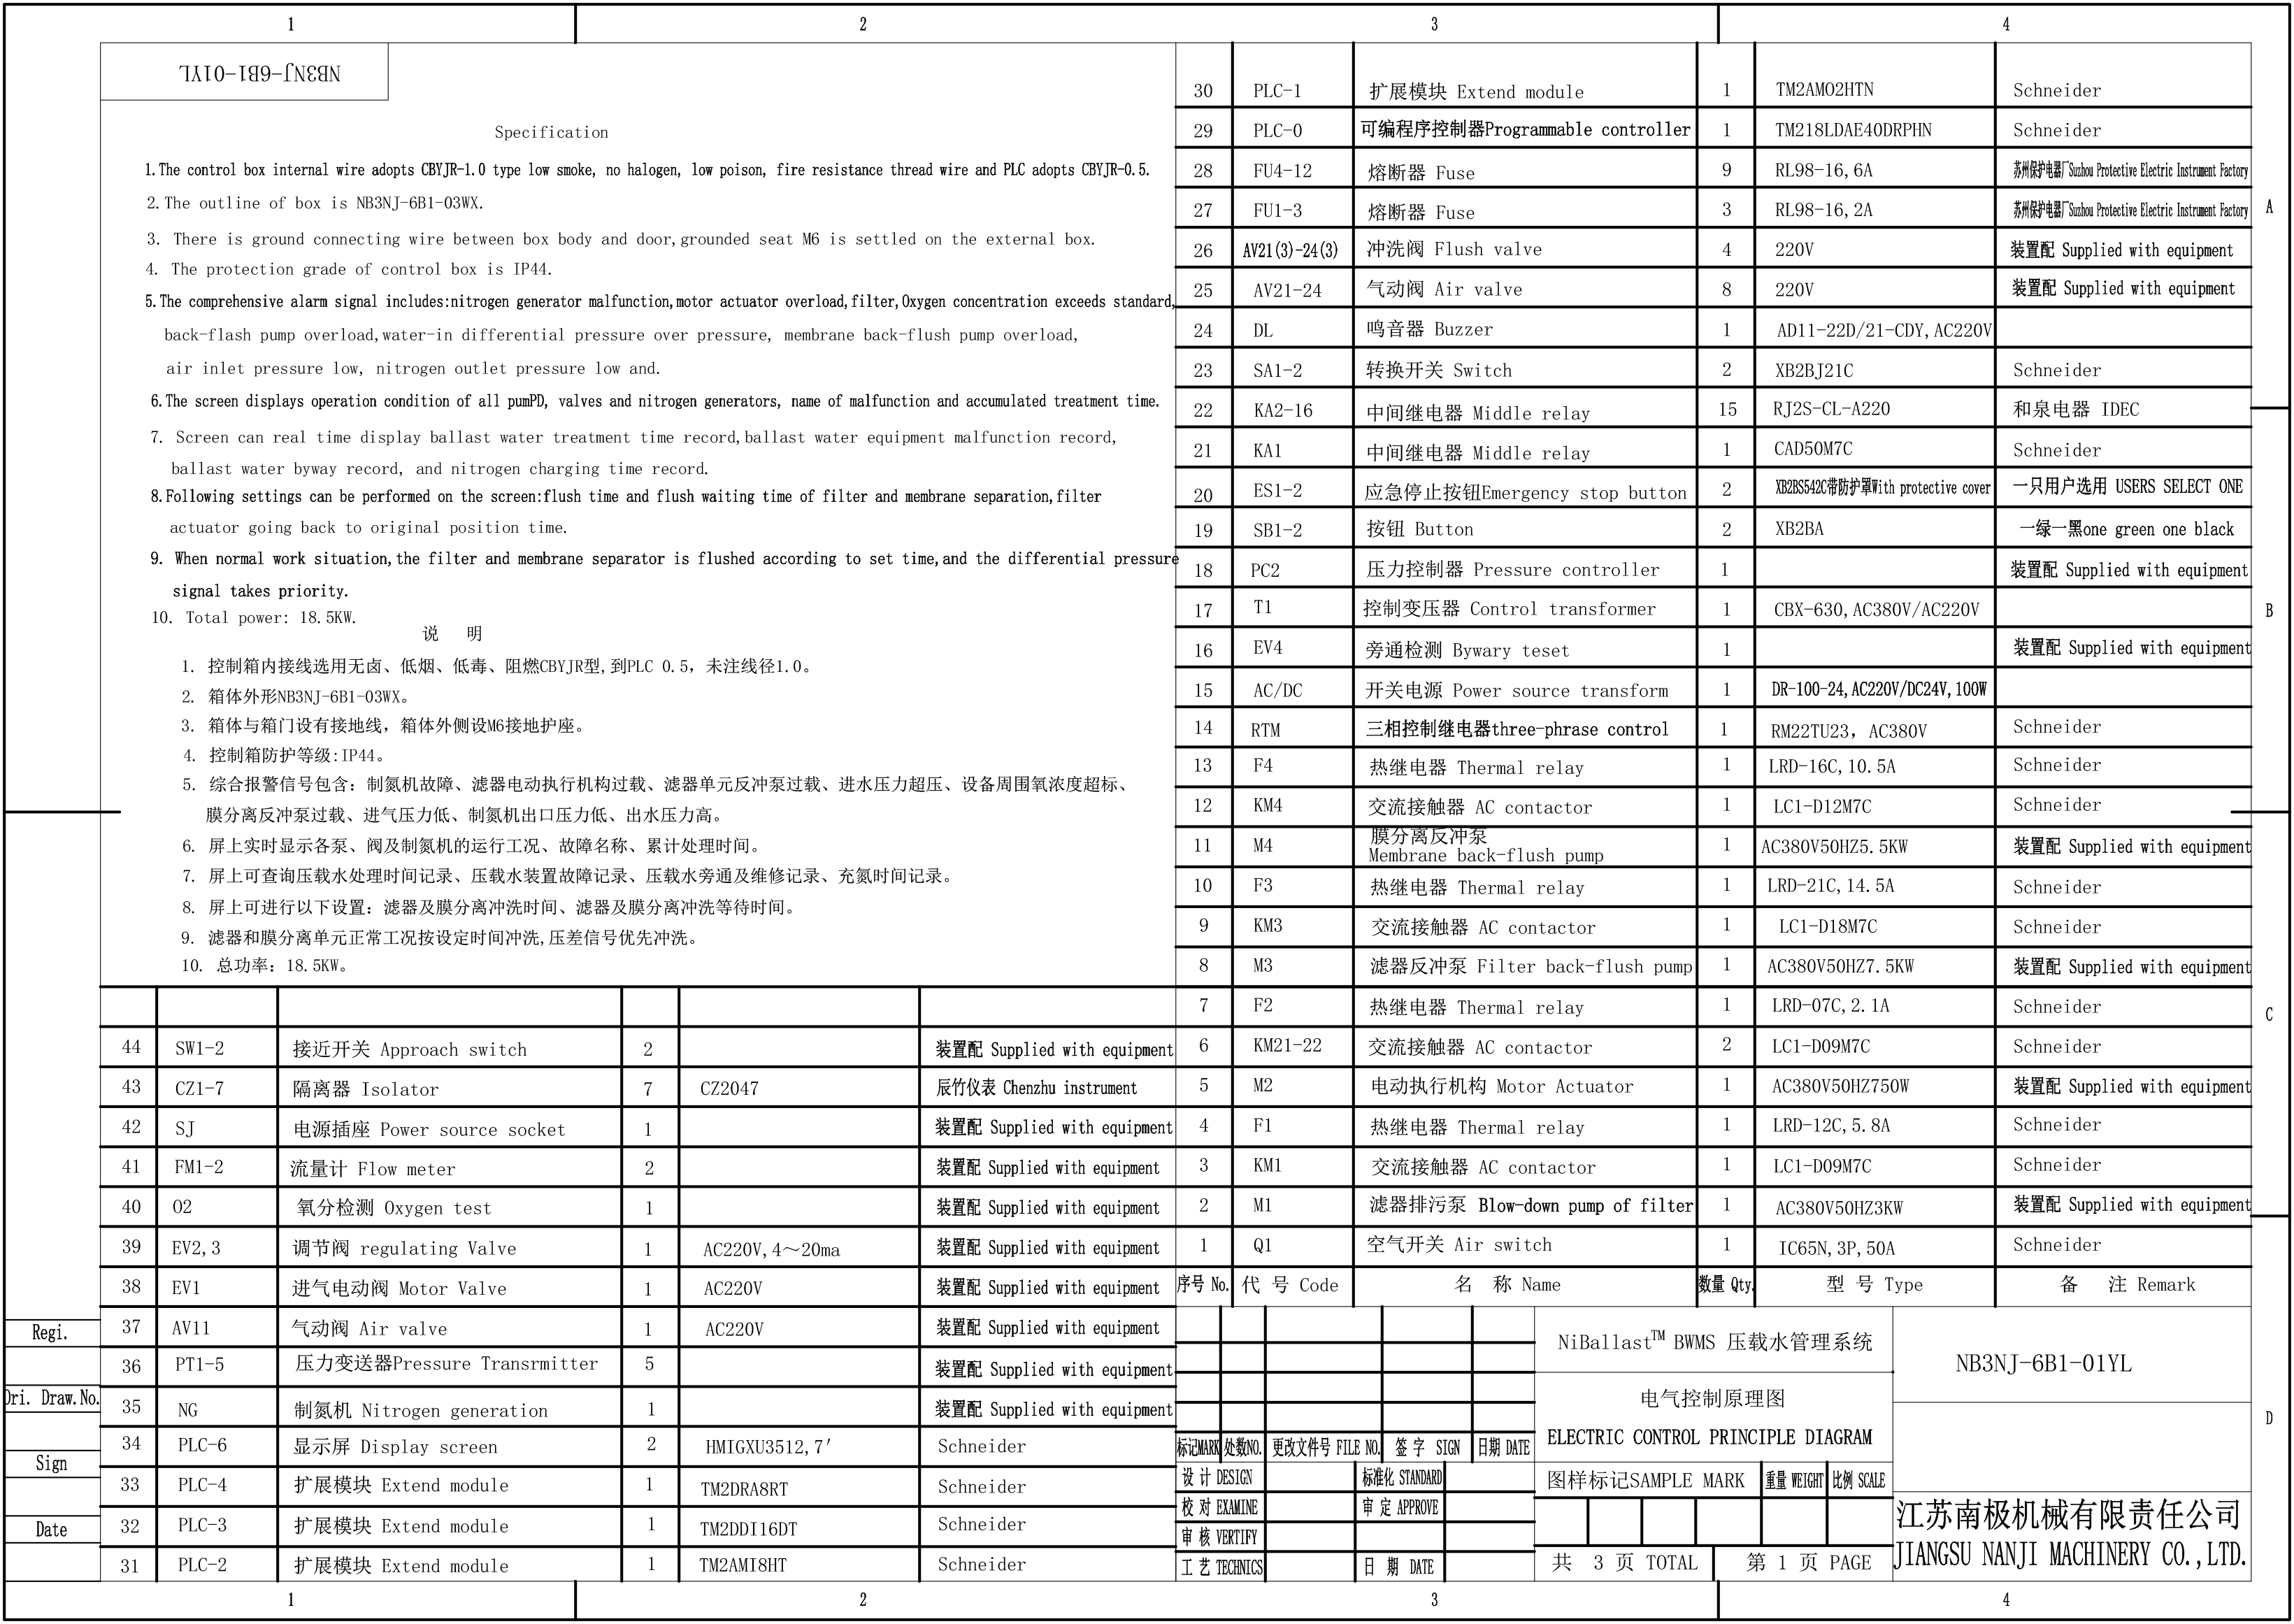 1 2 3 4
NB3NJ-6B1-01YL
Specification
1.The control box internal wire adopts CBYJR-1.0 type low smoke, no halogen, low poison, fire resistance thread wire and PLC adopts CBYJR-0.5.
2.The outline of box is NB3NJ-6B1-03WX.
3. There is ground connecting wire between box body and door,grounded seat M6 is settled on the external box.
4. The protection grade of control box is IP44.
5.The comprehensive alarm signal includes:nitrogen generator malfunction,motor actuator overload,filter,Oxygen concentration exceeds standard,
back-flash pump overload,water-in differential pressure over pressure, membrane back-flush pump overload,
air inlet pressure low, nitrogen outlet pressure low and.
6.The screen displays operation condition of all pumPD, valves and nitrogen generators, name of malfunction and accumulated treatment time.
7. Screen can real time display ballast water treatment time record,ballast water equipment malfunction record,
ballast water byway record, and nitrogen charging time record.
8.Following settings can be performed on the screen:flush time and flush waiting time of filter and membrane separation,filter
actuator going back to original position time.
9. When normal work situation,the filter and membrane separator is flushed according to set time,and the differential pressure
signal takes priority.
10. Total power: 18.5KW.
说 明
1. 控制箱内接线选用无卤、低烟、低毒、阻燃CBYJR型,到PLC 0.5，未注线径1.0。
2. 箱体外形NB3NJ-6B1-03WX。
3. 箱体与箱门设有接地线，箱体外侧设M6接地护座。
4. 控制箱防护等级:IP44。
5. 综合报警信号包含：制氮机故障、滤器电动执行机构过载、滤器单元反冲泵过载、进水压力超压、设备周围氧浓度超标、
膜分离反冲泵过载、进气压力低、制氮机出口压力低、出水压力高。
6. 屏上实时显示各泵、阀及制氮机的运行工况、故障名称、累计处理时间。
7. 屏上可查询压载水处理时间记录、压载水装置故障记录、压载水旁通及维修记录、充氮时间记录。
8. 屏上可进行以下设置：滤器及膜分离冲洗时间、滤器及膜分离冲洗等待时间。
9. 滤器和膜分离单元正常工况按设定时间冲洗,压差信号优先冲洗。
10. 总功率：18.5KW。
44 SW1-2 接近开关 Approach switch 2 装置配 Supplied with equipment
43 CZ1-7 隔离器 Isolator 7 CZ2047 辰竹仪表 Chenzhu instrument
42 SJ 电源插座 Power source socket 1 装置配 Supplied with equipment
41 FM1-2 流量计 Flow meter 2 装置配 Supplied with equipment
40 O2 氧分检测 Oxygen test 1 装置配 Supplied with equipment
39 EV2,3 调节阀 regulating Valve 1 AC220V,4～20ma 装置配 Supplied with equipment
38 EV1 进气电动阀 Motor Valve 1 AC220V 装置配 Supplied with equipment
37 AV11 气动阀 Air valve 1 AC220V 装置配 Supplied with equipment
36 PT1-5 压力变送器Pressure Transrmitter 5 装置配 Supplied with equipment
35 NG 制氮机 Nitrogen generation 1 装置配 Supplied with equipment
34 PLC-6 显示屏 Display screen 2 HMIGXU3512,7′ Schneider
33 PLC-4 扩展模块 Extend module 1 TM2DRA8RT Schneider
32 PLC-3 扩展模块 Extend module 1 TM2DDI16DT Schneider
31 PLC-2 扩展模块 Extend module 1 TM2AMI8HT Schneider
30 PLC-1 扩展模块 Extend module 1 TM2AMO2HTN Schneider
29 PLC-0 可编程序控制器Programmable controller 1 TM218LDAE40DRPHN Schneider
28 FU4-12 熔断器 Fuse 9 RL98-16,6A 苏州保护电器厂Suzhou Protective Electric Instrument Factory
27 FU1-3 熔断器 Fuse 3 RL98-16,2A 苏州保护电器厂Suzhou Protective Electric Instrument Factory
26 AV21(3)-24(3) 冲洗阀 Flush valve 4 220V 装置配 Supplied with equipment
25 AV21-24 气动阀 Air valve 8 220V 装置配 Supplied with equipment
24 DL 鸣音器 Buzzer 1 AD11-22D/21-CDY,AC220V
23 SA1-2 转换开关 Switch 2 XB2BJ21C Schneider
22 KA2-16 中间继电器 Middle relay 15 RJ2S-CL-A220 和泉电器 IDEC
21 KA1 中间继电器 Middle relay 1 CAD50M7C Schneider
20 ES1-2 应急停止按钮Emergency stop button 2 XB2BS542C带防护罩With protective cover 一只用户选用 USERS SELECT ONE
19 SB1-2 按钮 Button 2 XB2BA 一绿一黑one green one black
18 PC2 压力控制器 Pressure controller 1 装置配 Supplied with equipment
17 T1 控制变压器 Control transformer 1 CBX-630,AC380V/AC220V
16 EV4 旁通检测 Bywary teset 1 装置配 Supplied with equipment
15 AC/DC 开关电源 Power source transform 1 DR-100-24,AC220V/DC24V,100W
14 RTM 三相控制继电器three-phrase control 1 RM22TU23，AC380V Schneider
13 F4 热继电器 Thermal relay 1 LRD-16C,10.5A Schneider
12 KM4 交流接触器 AC contactor 1 LC1-D12M7C Schneider
11 M4 膜分离反冲泵
Membrane back-flush pump 1 AC380V50HZ5.5KW 装置配 Supplied with equipment
10 F3 热继电器 Thermal relay 1 LRD-21C,14.5A Schneider
9 KM3 交流接触器 AC contactor 1 LC1-D18M7C Schneider
8 M3 滤器反冲泵 Filter back-flush pump 1 AC380V50HZ7.5KW 装置配 Supplied with equipment
7 F2 热继电器 Thermal relay 1 LRD-07C,2.1A Schneider
6 KM21-22 交流接触器 AC contactor 2 LC1-D09M7C Schneider
5 M2 电动执行机构 Motor Actuator 1 AC380V50HZ750W 装置配 Supplied with equipment
4 F1 热继电器 Thermal relay 1 LRD-12C,5.8A Schneider
3 KM1 交流接触器 AC contactor 1 LC1-D09M7C Schneider
2 M1 滤器排污泵 Blow-down pump of filter 1 AC380V50HZ3KW 装置配 Supplied with equipment
1 Q1 空气开关 Air switch 1 IC65N,3P,50A Schneider
序号 No. 代 号 Code 名 称 Name 数量 Qty. 型 号 Type 备 注 Remark
A
B
C
D
Regi.
Ori. Draw.No.
Sign
Date
标记MARK 处数NO. 更改文件号 FILE NO. 签 字 SIGN 日期 DATE
设 计 DESIGN 标准化 STANDARD
校 对 EXAMINE 审 定 APPROVE
审 核 VERTIFY
工 艺 TECHNICS 日 期 DATE
NiBallast™ BWMS 压载水管理系统
电气控制原理图
ELECTRIC CONTROL PRINCIPLE DIAGRAM
图样标记SAMPLE MARK 重量 WEIGHT 比例 SCALE
共 3 页 TOTAL 第 1 页 PAGE
NB3NJ-6B1-01YL
江苏南极机械有限责任公司
JIANGSU NANJI MACHINERY CO.,LTD.
1 2 3 4